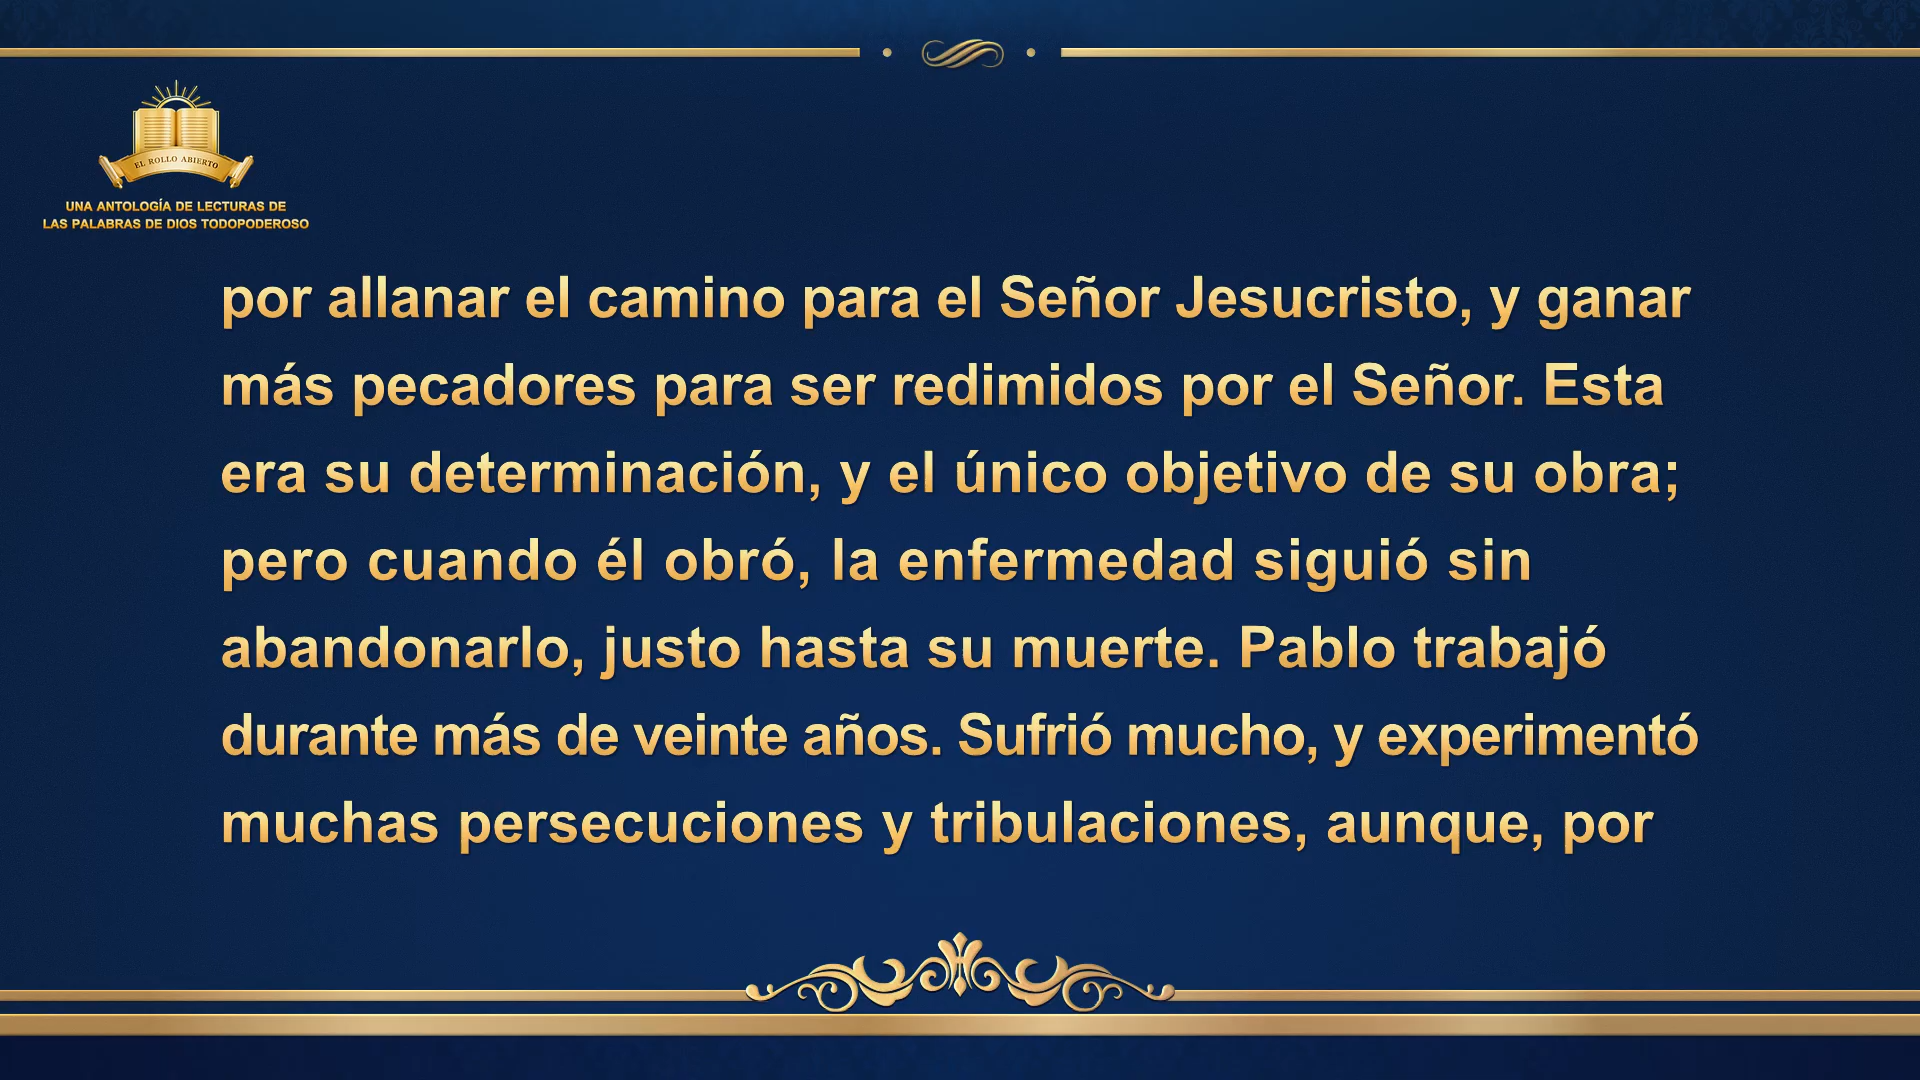 EL ROLLO ABIERTO
UNA ANTOLOGÍA DE LECTURAS DE
LAS PALABRAS DE DIOS TODOPODEROSO
por allanar el camino para el Señor Jesucristo, y ganar
más pecadores para ser redimidos por el Señor. Esta
era su determinación, y el único objetivo de su obra;
pero cuando él obró, la enfermedad siguió sin
abandonarlo, justo hasta su muerte. Pablo trabajó
durante más de veinte años. Sufrió mucho, y experimentó
muchas persecuciones y tribulaciones, aunque, por